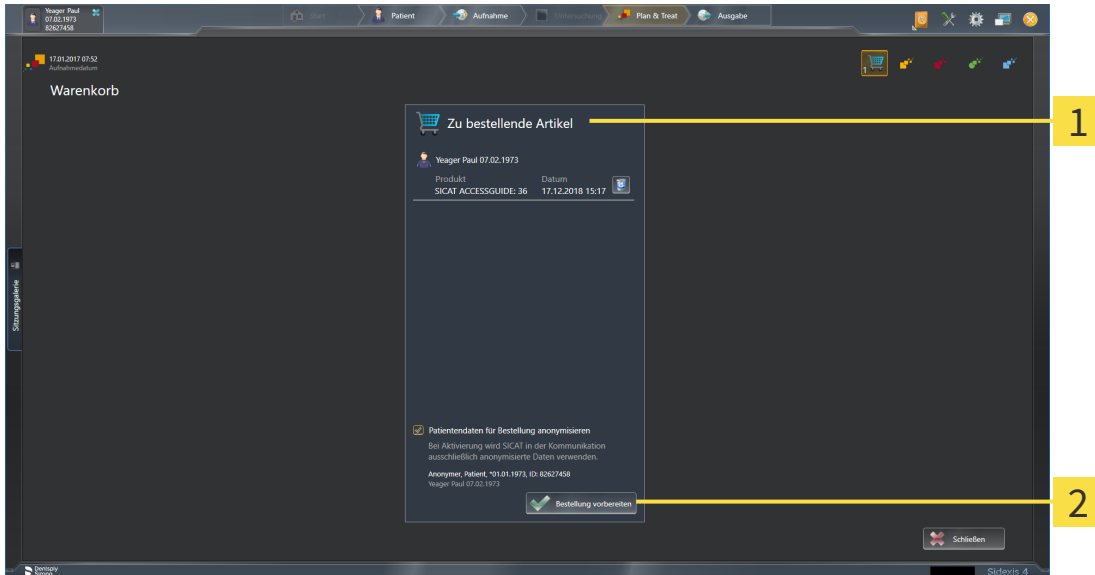 Yeager Paul
07.02.1973
82627458
Start
Patient
Aufnahme
Untersuchung
Plan & Treat
Ausgabe
17.01.2017 07:52
Aufnahmedatum
1
Warenkorb
Zu bestellende Artikel
1
Yeager Paul 07.02.1973
Produkt Datum
SICAT ACCESSGUIDE: 36 17.12.2018 15:17
Sitzungsgalerie
Patientendaten für Bestellung anonymisieren
Bei Aktivierung wird SICAT in der Kommunikation
ausschließlich anonymisierte Daten verwenden.
Anonymer, Patient, *01.01.1973, ID: 82627458
Yeager Paul 07.02.1973
Bestellung vorbereiten
2
Schließen
Dentsply
Sirona
Sidexis 4